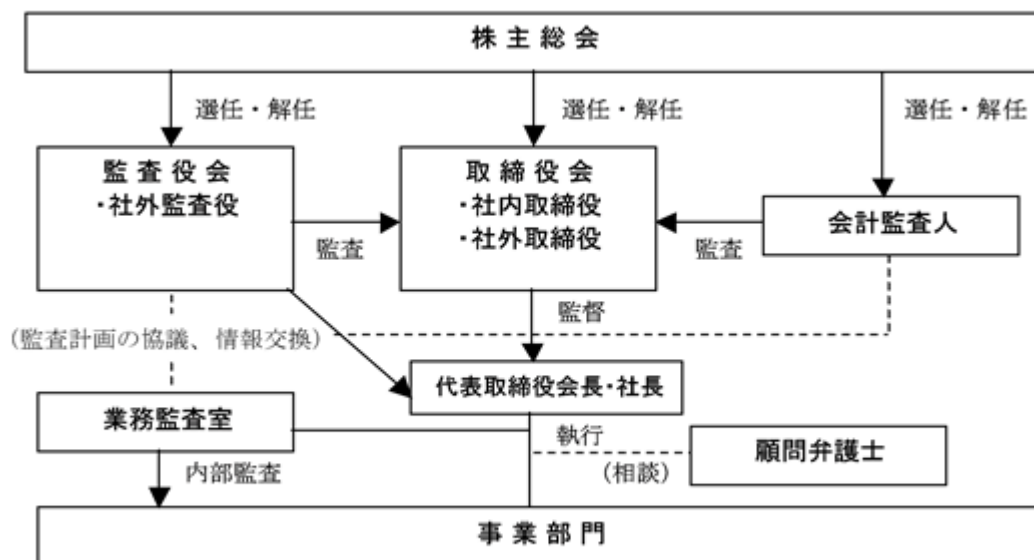 株主総会
選任・解任
選任・解任
選任・解任
監査役会
・社外監査役
取締役会
・社内取締役
・社外取締役
会計監査人
監査
監査
監督
(監査計画の協議、情報交換)
代表取締役会長・社長
業務監査室
執行
顧問弁護士
(相談)
内部監査
事業部門